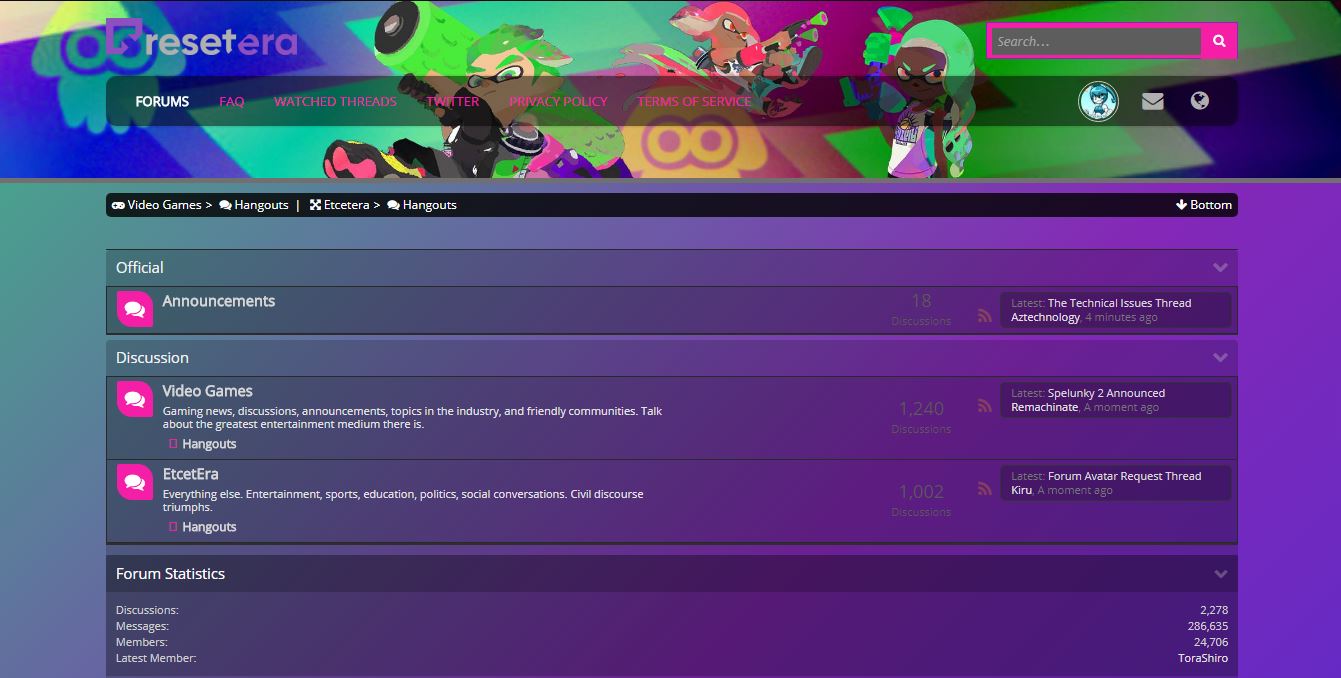 resetera
Search...
FORUMS FAQ WATCHED THREADS TWITTER PRIVACY POLICY TERMS OF SERVICE
Video Games > Hangouts | Etcetera > Hangouts Bottom
Official
Announcements
18
Discussions
Latest: The Technical Issues Thread
Aztechnology, 4 minutes ago
Discussion
Video Games
Gaming news, discussions, announcements, topics in the industry, and friendly communities. Talk
about the greatest entertainment medium there is.
Hangouts
1,240
Discussions
Latest: Spelunky 2 Announced
Remachinate, A moment ago
EtcetEra
Everything else. Entertainment, sports, education, politics, social conversations. Civil discourse
triumphs.
Hangouts
1,002
Discussions
Latest: Forum Avatar Request Thread
Kiru, A moment ago
Forum Statistics
Discussions: 2,278
Messages: 286,635
Members: 24,706
Latest Member: ToraShiro